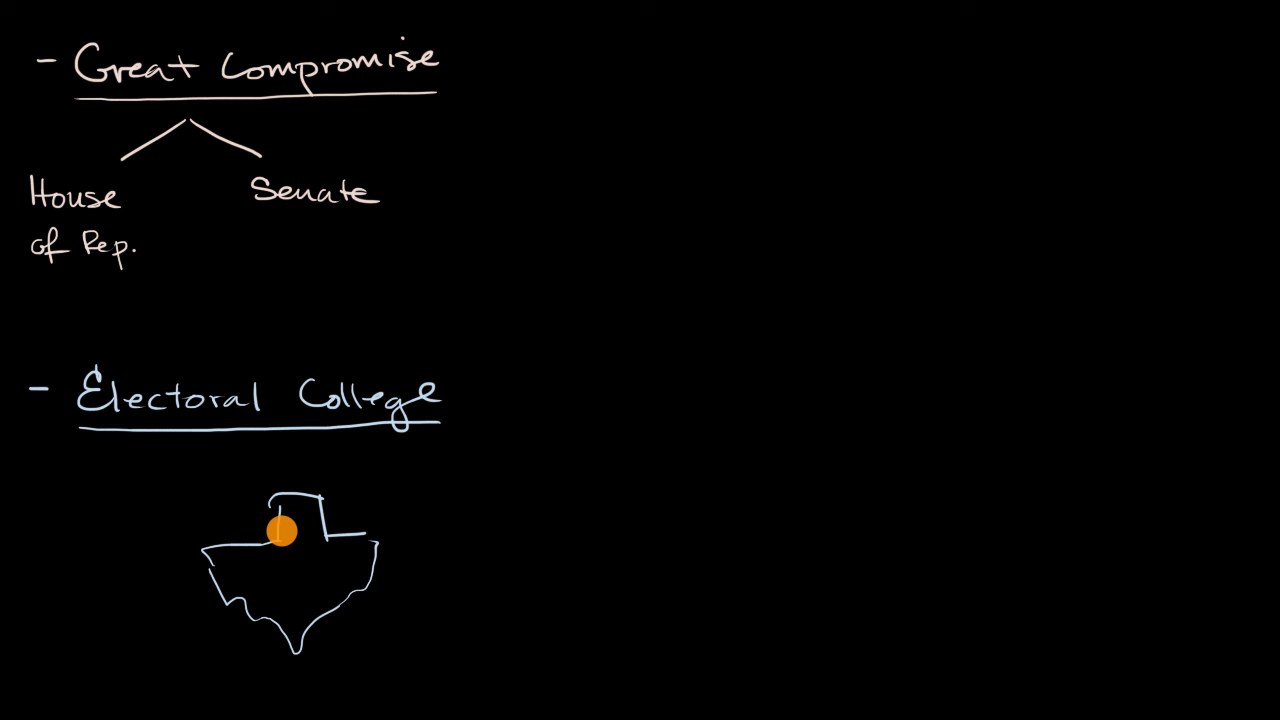 - Great Compromise
House Senate
of Rep.
- Electoral College